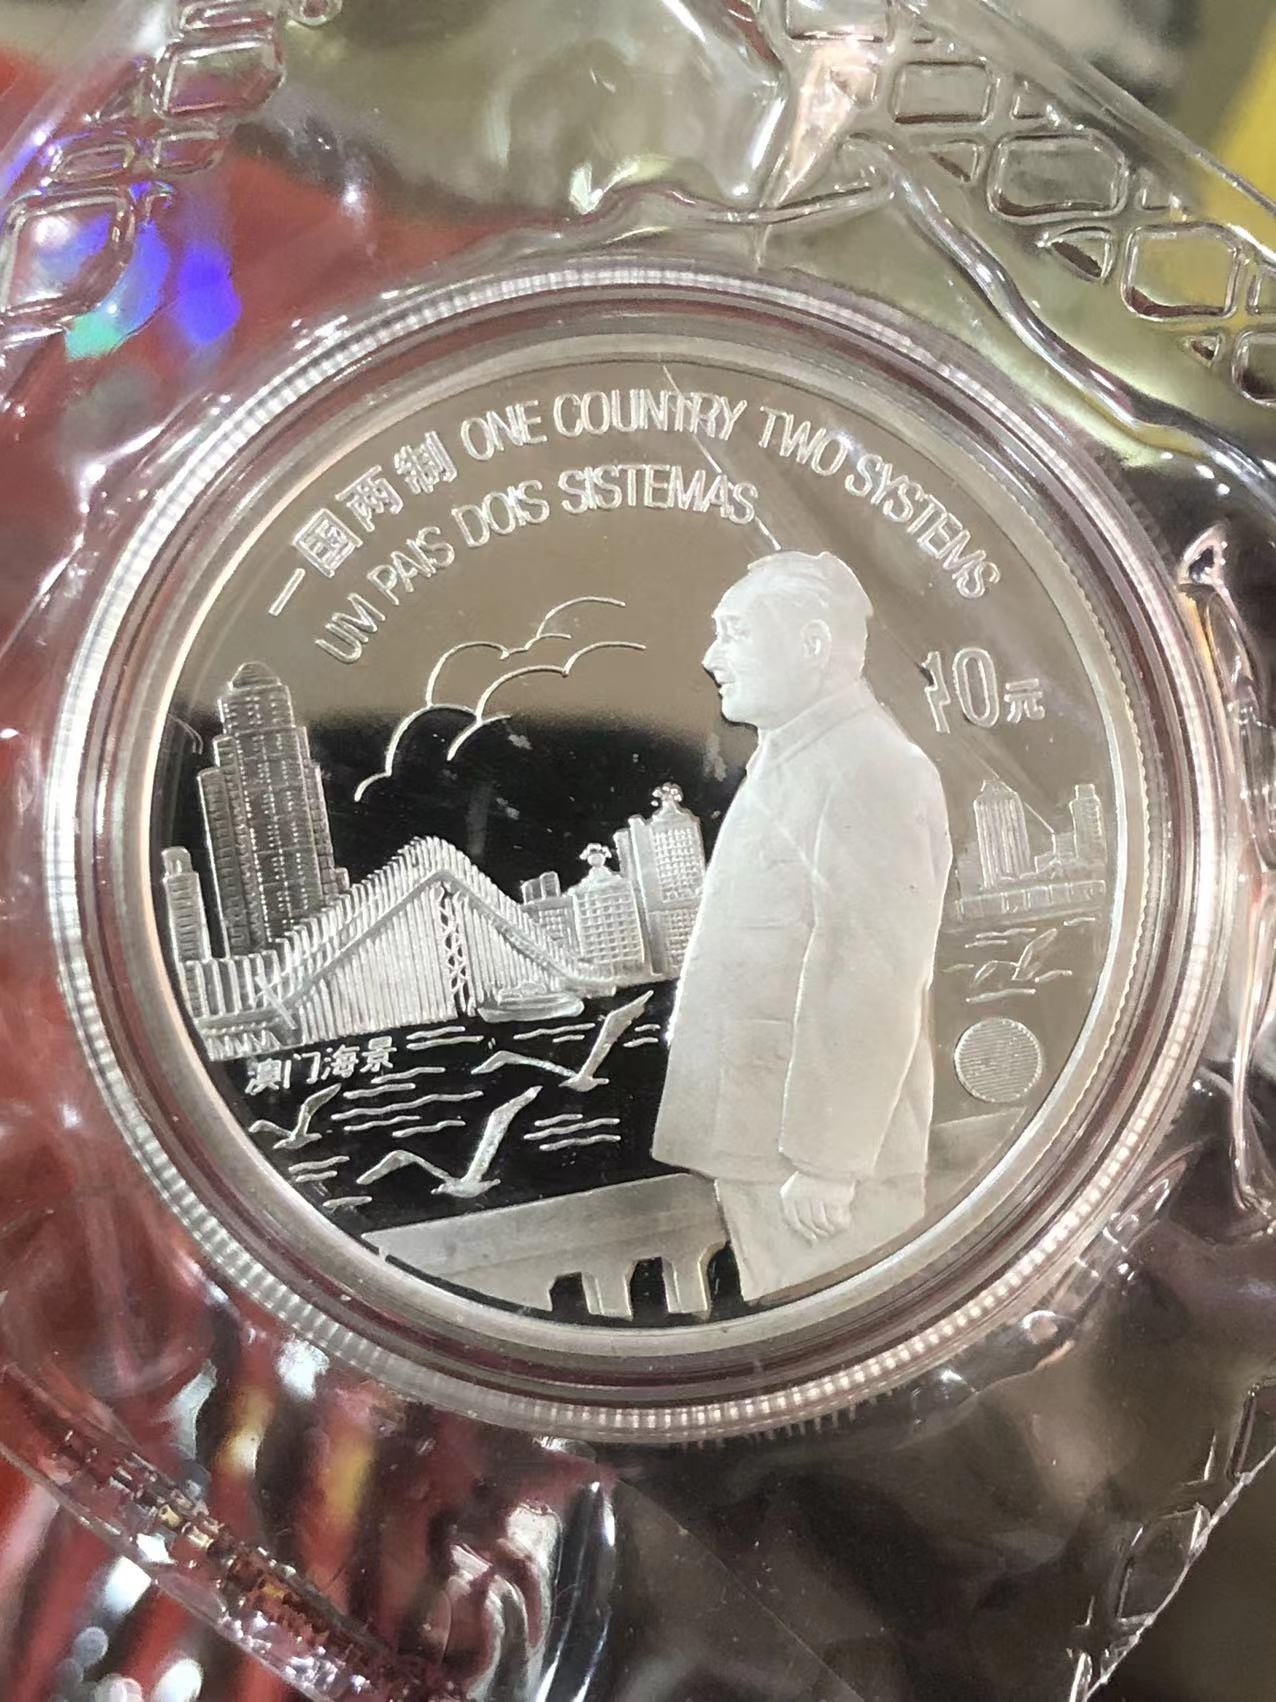 一国两制 ONE COUNTRY TWO SYSTEMS
UM PAIS DOIS SISTEMAS
10元
澳门海景